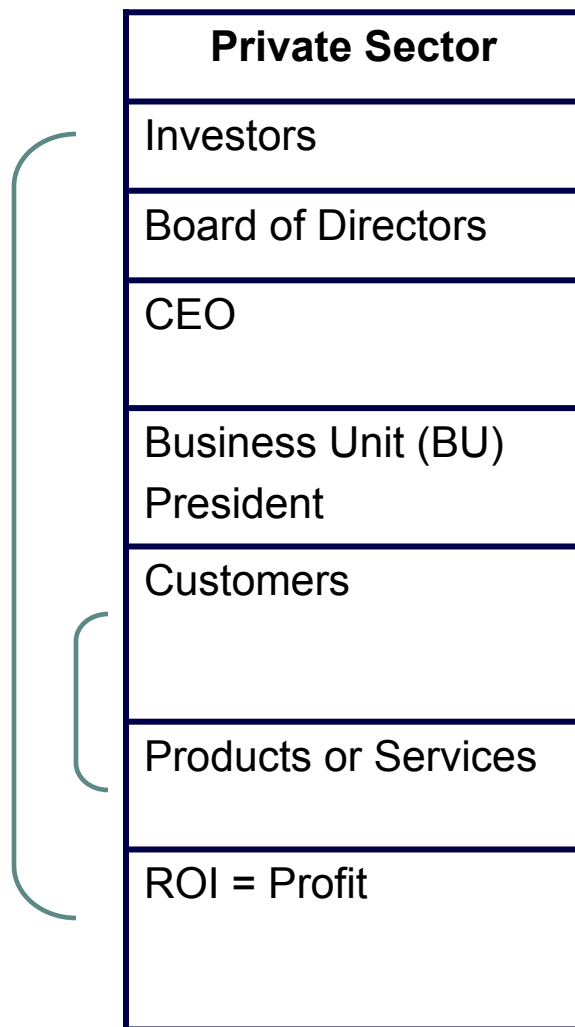 Private Sector
Investors
Board of Directors
CEO
Business Unit (BU)
President
Customers
Products or Services
ROI = Profit